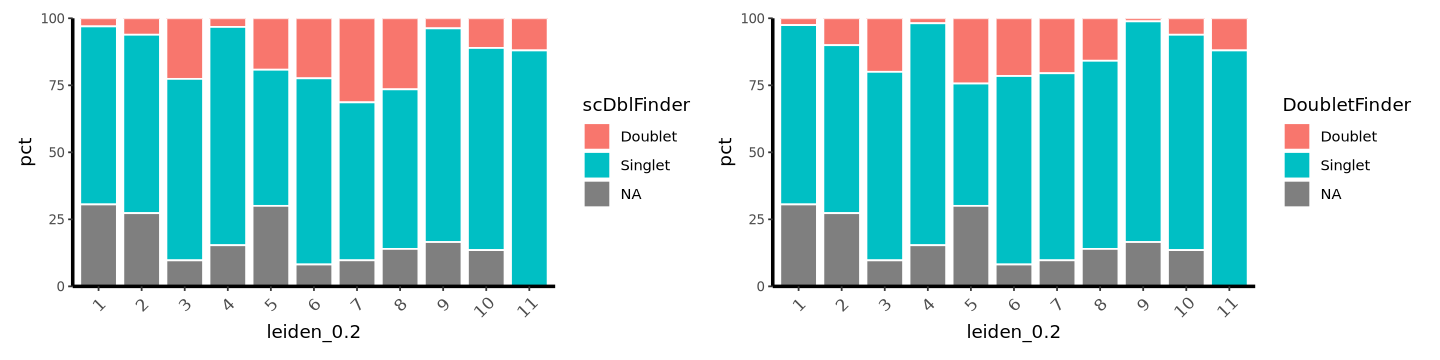 100
75
50
25
0
pct
1 2 3 4 5 6 7 8 9 10 11
leiden_0.2
scDblFinder
Doublet
Singlet
NA
100
75
50
25
0
pct
1 2 3 4 5 6 7 8 9 10 11
leiden_0.2
DoubletFinder
Doublet
Singlet
NA